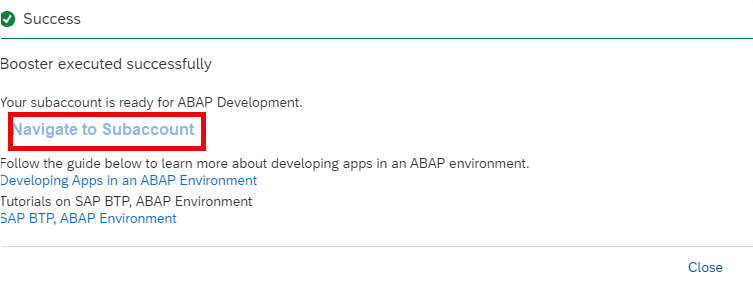 Success
Booster executed successfully
Your subaccount is ready for ABAP Development.
Navigate to Subaccount
Follow the guide below to learn more about developing apps in an ABAP environment.
Developing Apps in an ABAP Environment
Tutorials on SAP BTP, ABAP Environment
SAP BTP, ABAP Environment
Close